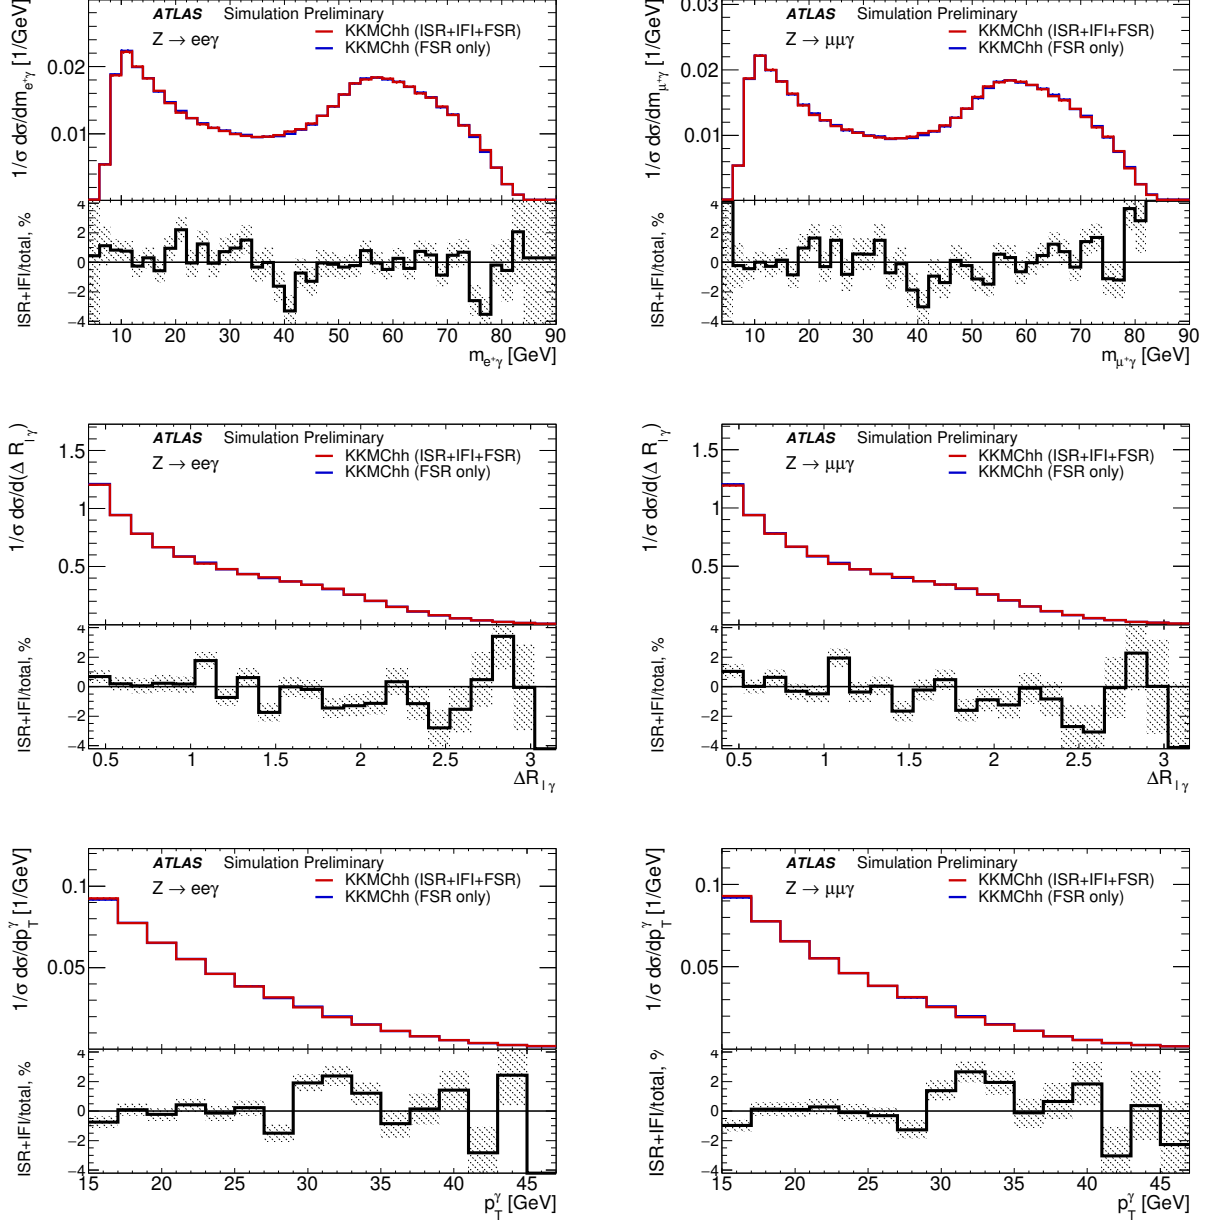 ATLAS Simulation Preliminary
Z → eeγ
KKMChh (ISR+IFI+FSR)
KKMChh (FSR only)
1/σ dσ/dm_{e⁺γ} [1/GeV]
0.02
0.01
ISR+IFI/total, %
4
2
0
−2
−4
10 20 30 40 50 60 70 80 90
m_{e⁺γ} [GeV]
ATLAS Simulation Preliminary
Z → μμγ
KKMChh (ISR+IFI+FSR)
KKMChh (FSR only)
1/σ dσ/dm_{μ⁺γ} [1/GeV]
0.03
0.02
0.01
ISR+IFI/total, %
4
2
0
−2
−4
10 20 30 40 50 60 70 80 90
m_{μ⁺γ} [GeV]
ATLAS Simulation Preliminary
Z → eeγ
KKMChh (ISR+IFI+FSR)
KKMChh (FSR only)
1/σ dσ/d(Δ R_{l γ})
1.5
1
0.5
ISR+IFI/total, %
4
2
0
−2
−4
0.5 1 1.5 2 2.5 3
ΔR_{l γ}
ATLAS Simulation Preliminary
Z → μμγ
KKMChh (ISR+IFI+FSR)
KKMChh (FSR only)
1/σ dσ/d(Δ R_{l γ})
1.5
1
0.5
ISR+IFI/total, %
4
2
0
−2
−4
0.5 1 1.5 2 2.5 3
ΔR_{l γ}
ATLAS Simulation Preliminary
Z → eeγ
KKMChh (ISR+IFI+FSR)
KKMChh (FSR only)
1/σ dσ/dp_T^γ [1/GeV]
0.1
0.05
ISR+IFI/total, %
4
2
0
−2
−4
15 20 25 30 35 40 45
p_T^γ [GeV]
ATLAS Simulation Preliminary
Z → μμγ
KKMChh (ISR+IFI+FSR)
KKMChh (FSR only)
1/σ dσ/dp_T^γ [1/GeV]
0.1
0.05
ISR+IFI/total, %
4
2
0
−2
−4
15 20 25 30 35 40 45
p_T^γ [GeV]